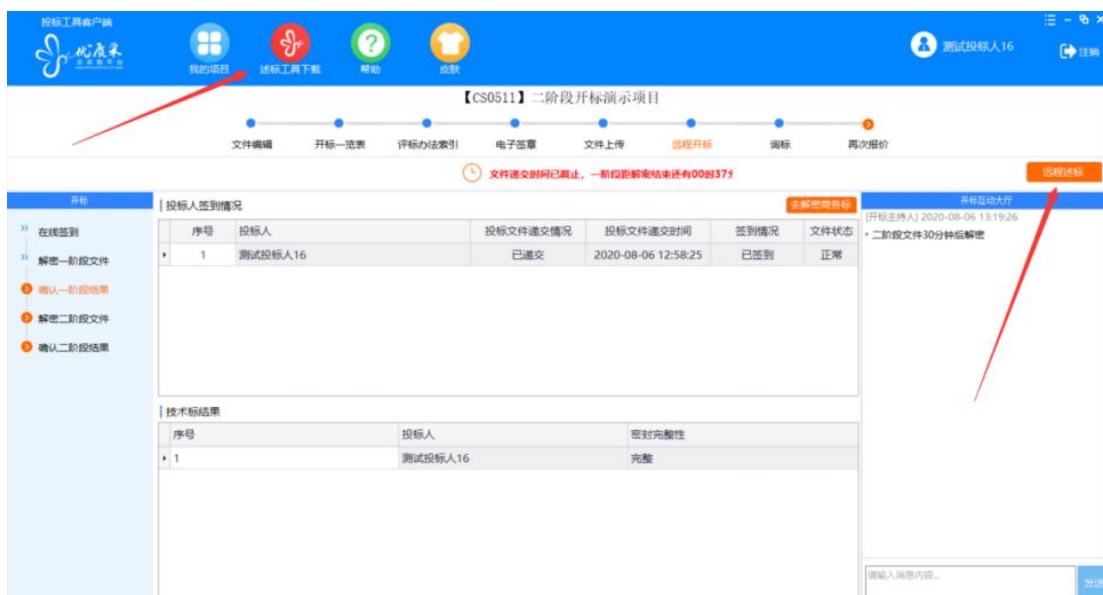 投标工具客户端
优质采
我的项目 述标工具下载 帮助 皮肤
测试投标人16 注销
【CS0511】二阶段开标演示项目
文件编辑 开标一览表 评标办法索引 电子签章 文件上传 远程开标 询标 再次报价
文件递交时间已截止，一阶段距解密结束还有00时37分
远程述标
开标
在线签到
解密一阶段文件
确认一阶段结果
解密二阶段文件
确认二阶段结果
投标人签到情况 去解密商务标
序号 投标人 投标文件递交情况 投标文件递交时间 签到情况 文件状态
1 测试投标人16 已递交 2020-08-06 12:58:25 已签到 正常
技术标结果
序号 投标人 密封完整性
1 测试投标人16 完整
开标互动大厅
[开标主持人] 2020-08-06 13:19:26
二阶段文件30分钟后解密
请输入消息内容...
发送